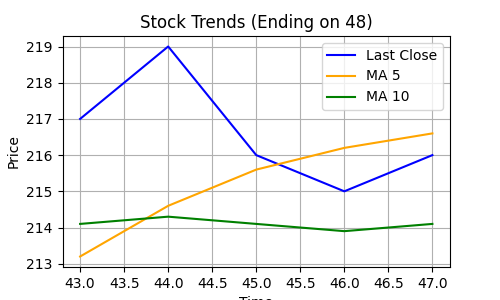 Stock Trends (Ending on 48)
Last Close
MA 5
MA 10
Price
219
218
217
216
215
214
213
43.0 43.5 44.0 44.5 45.0 45.5 46.0 46.5 47.0
Time